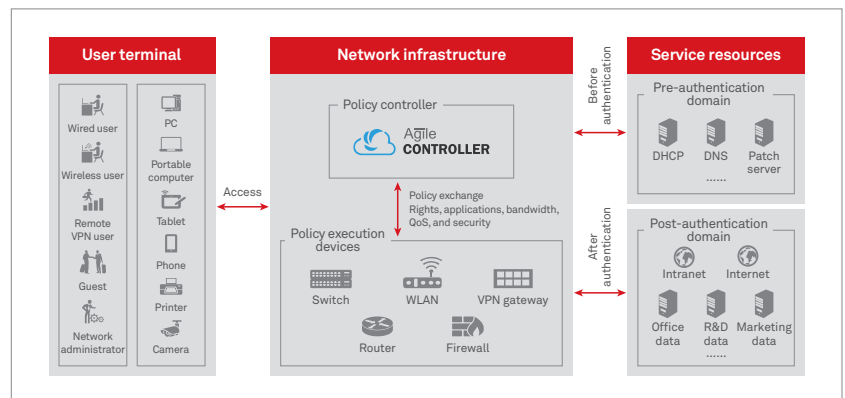 User terminal
Wired user
Wireless user
Remote
VPN user
Guest
Network
administrator
PC
Portable
computer
Tablet
Phone
Printer
Camera
Access
Network infrastructure
Policy controller
Agile
CONTROLLER
Policy exchange
Rights, applications, bandwidth,
QoS, and security
Policy execution
devices
Switch
WLAN
VPN gateway
Router
Firewall
Before
authentication
After
authentication
Service resources
Pre-authentication
domain
DHCP
DNS
Patch
server
......
Post-authentication
domain
Intranet
Internet
Office
data
R&D
data
Marketing
data
......